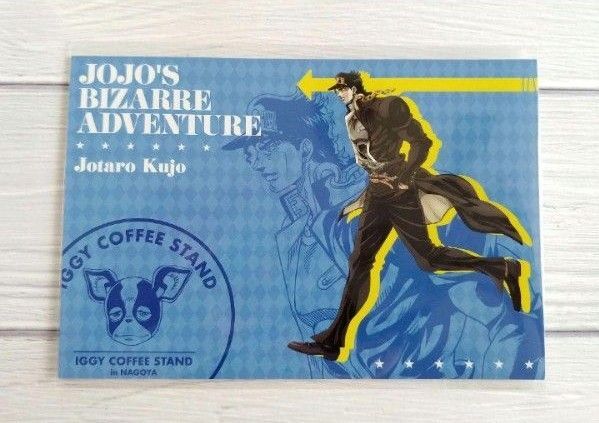 JOJO'S
BIZARRE
ADVENTURE
Jotaro Kujo
IGGY COFFEE STAND
IGGY COFFEE STAND
in NAGOYA